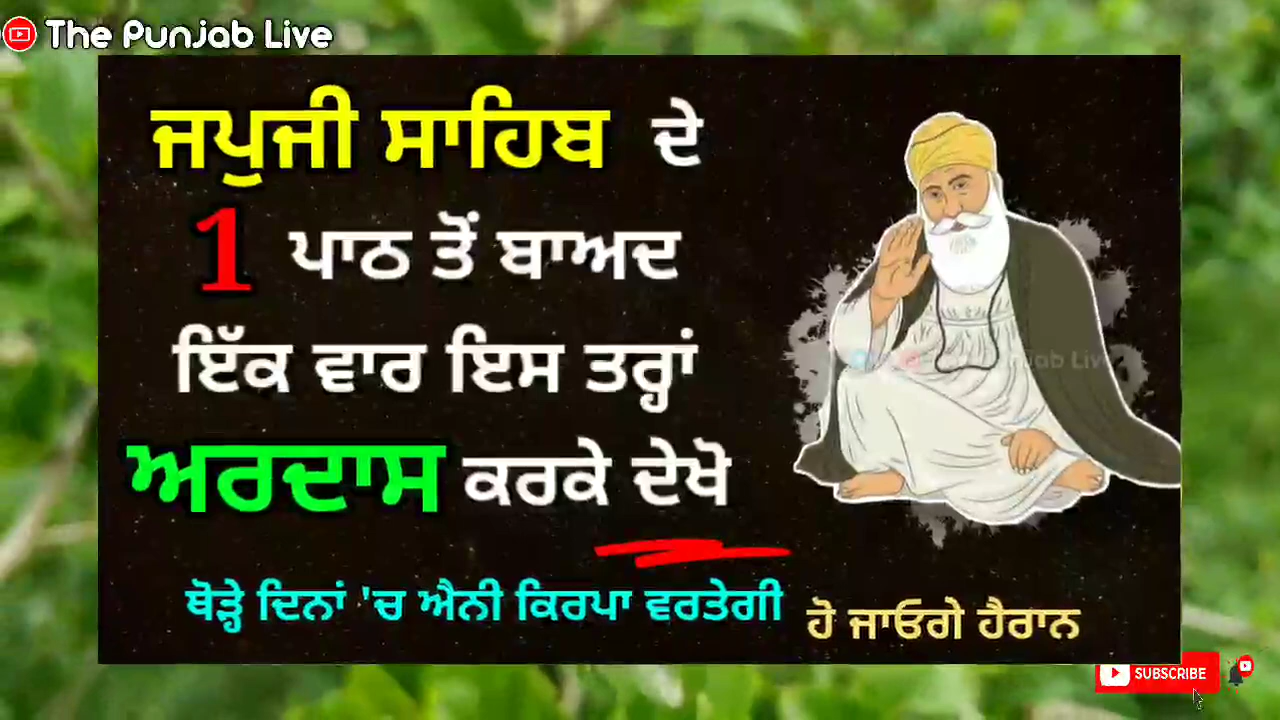 The Punjab Live
ਜਪੁਜੀ ਸਾਹਿਬ ਦੇ
1 ਪਾਠ ਤੋਂ ਬਾਅਦ
ਇੱਕ ਵਾਰ ਇਸ ਤਰ੍ਹਾਂ
ਅਰਦਾਸ ਕਰਕੇ ਦੇਖੋ
ਥੋੜ੍ਹੇ ਦਿਨਾਂ 'ਚ ਐਨੀ ਕਿਰਪਾ ਵਰਤੇਗੀ
ਹੋ ਜਾਓਗੇ ਹੈਰਾਨ
SUBSCRIBE